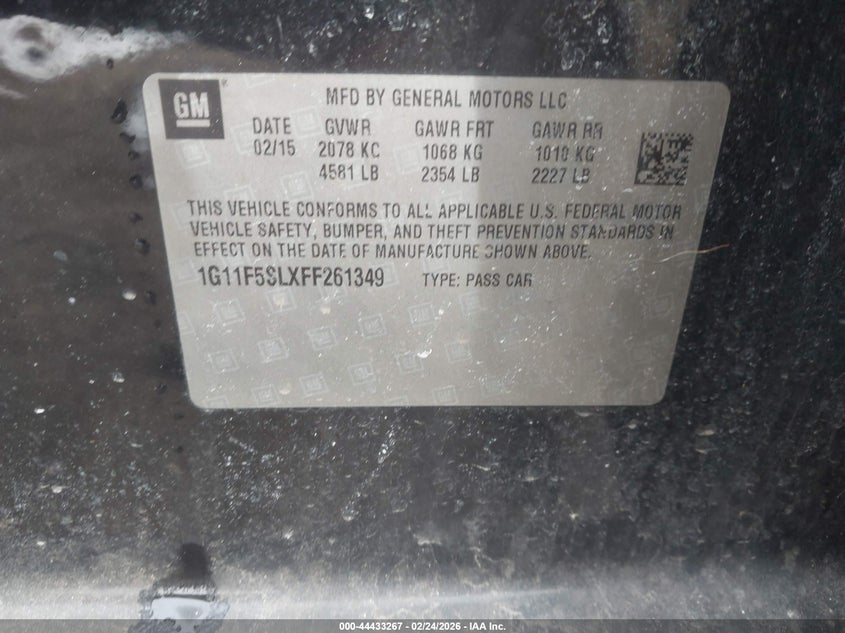 GM
MFD BY GENERAL MOTORS LLC
DATE GVWR GAWR FRT GAWR RR
02/15 2078 KG 1068 KG 1010 KG
4581 LB 2354 LB 2227 LB
THIS VEHICLE CONFORMS TO ALL APPLICABLE U.S. FEDERAL MOTOR
VEHICLE SAFETY, BUMPER, AND THEFT PREVENTION STANDARDS IN
EFFECT ON THE DATE OF MANUFACTURE SHOWN ABOVE.
1G11F5SLXFF261349 TYPE: PASS CAR
000-44433267 - 02/24/2026 - IAA Inc.